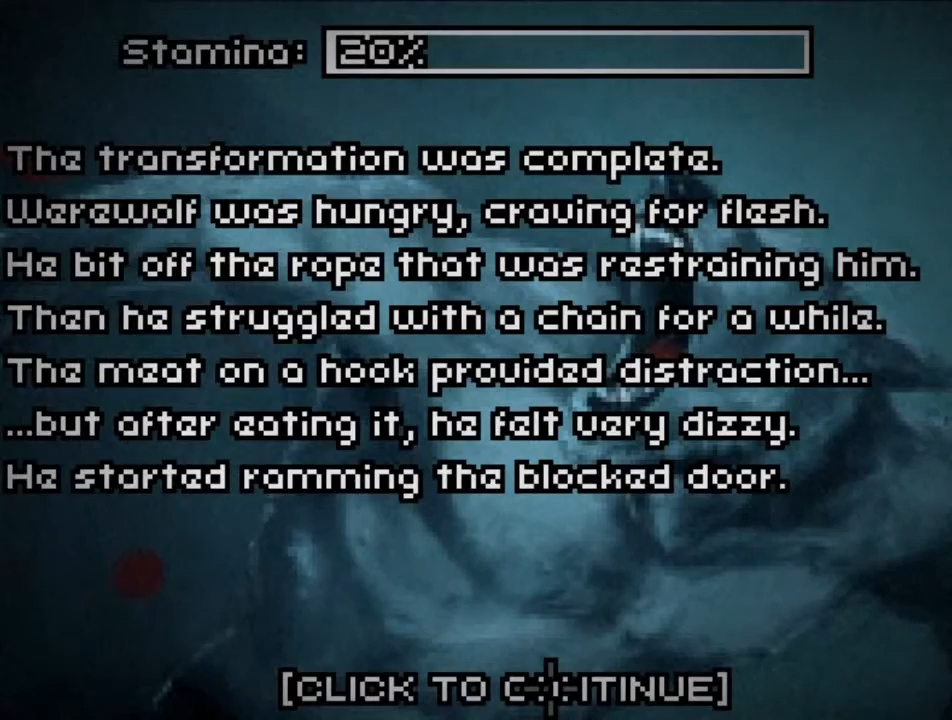 Stamina: 20%
The transformation was complete.
Werewolf was hungry, craving for flesh.
He bit off the rope that was restraining him.
Then he struggled with a chain for a while.
The meat on a hook provided distraction...
...but after eating it, he felt very dizzy.
He started ramming the blocked door.
[CLICK TO CONTINUE]